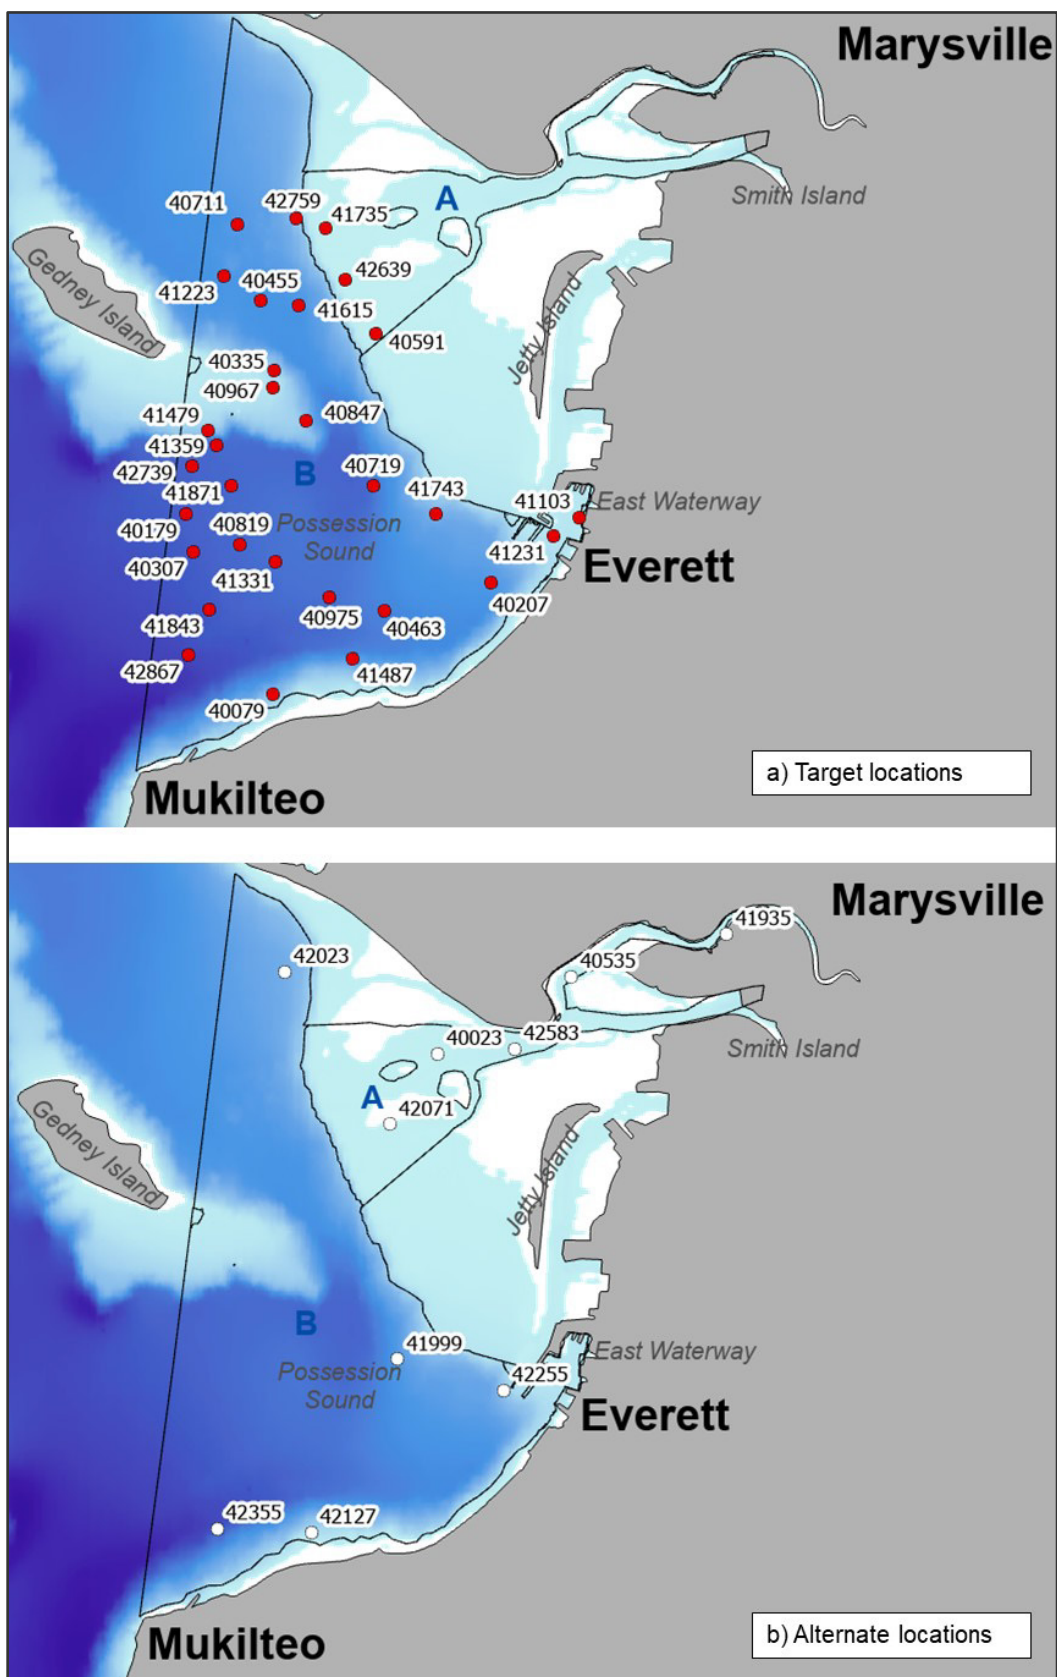 Marysville
Smith Island
A
40711
42759
41735
Gedney Island
41223
40455
42639
41615
40591
Jetty Island
40335
40967
40847
41479
41359
B
42739
41871
40719
41743
41103
East Waterway
40179
40819
Possession
Sound
41231
Everett
40307
41331
40207
41843
40975
40463
42867
41487
40079
a) Target locations
Mukilteo
Marysville
41935
42023
40535
40023
42583
Smith Island
A
42071
Gedney Island
Jetty Island
B
41999
East Waterway
Possession
Sound
42255
Everett
42355
42127
b) Alternate locations
Mukilteo